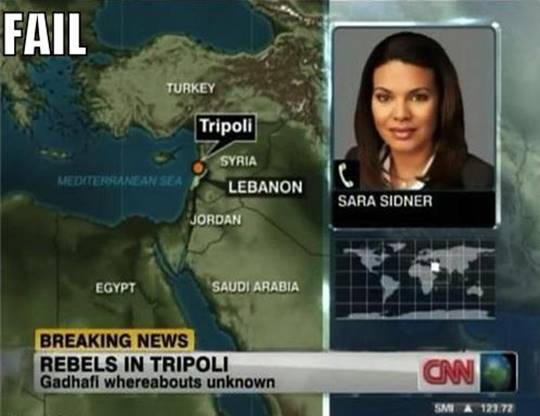 FAIL
TURKEY
Tripoli
SYRIA
MEDITERRANEAN SEA
LEBANON
JORDAN
EGYPT
SAUDI ARABIA
SARA SIDNER
BREAKING NEWS
REBELS IN TRIPOLI
Gadhafi whereabouts unknown
CNN
SMI ▲ 123.72